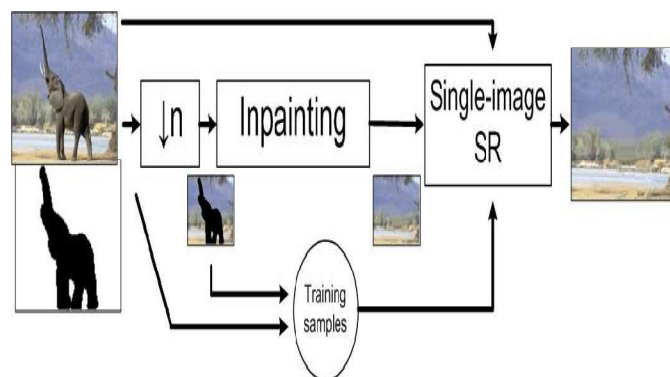 ↓n
Inpainting
Single-image
SR
Training
samples